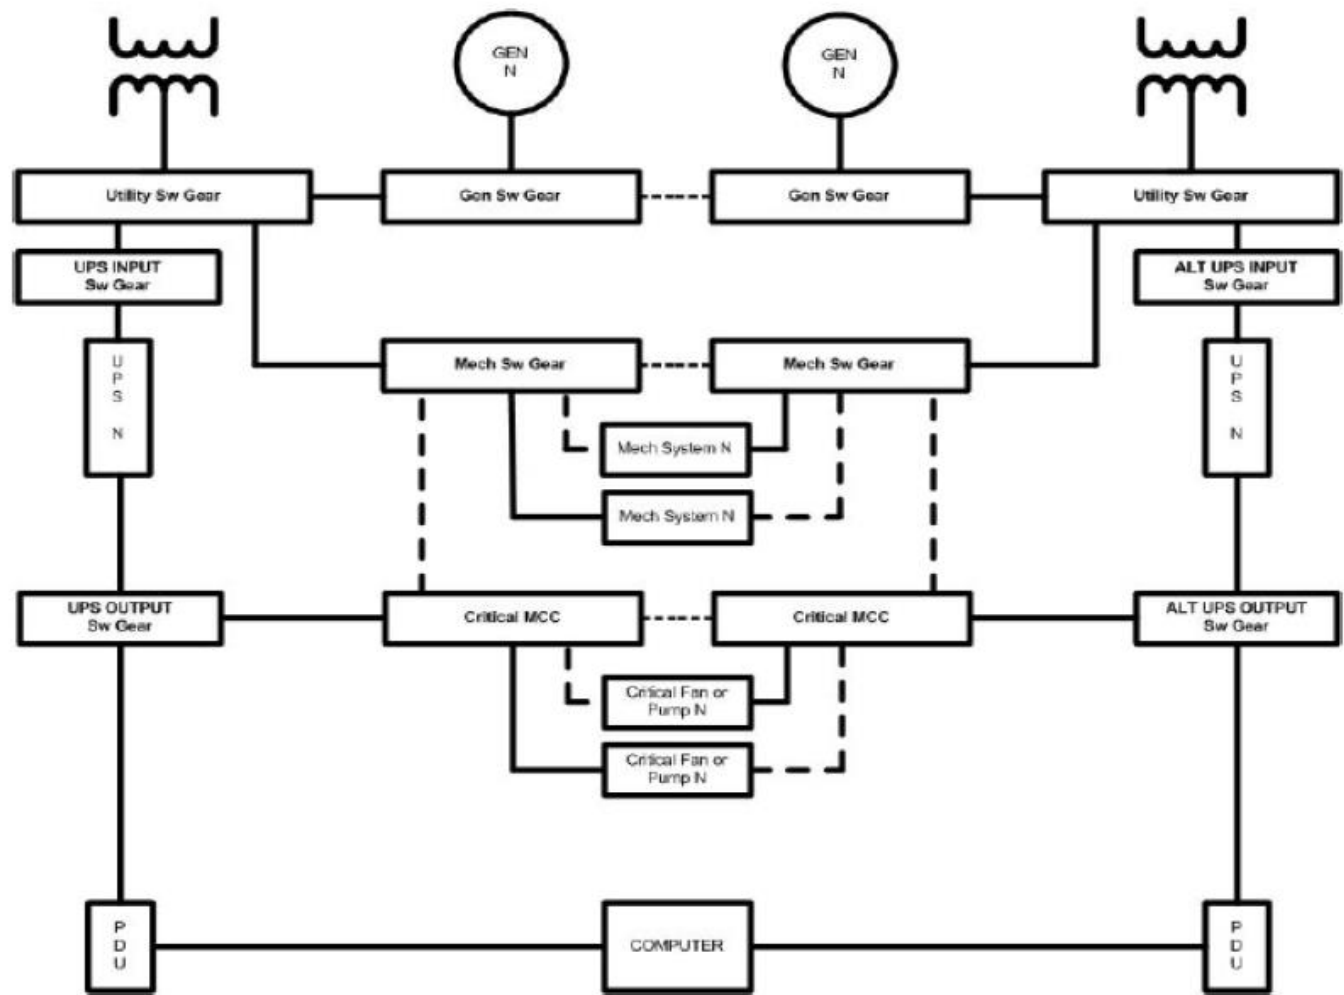 GEN
N
GEN
N
Utility Sw Gear
Gen Sw Gear
Gen Sw Gear
Utility Sw Gear
UPS INPUT
Sw Gear
ALT UPS INPUT
Sw Gear
U
P
S
N
Mech Sw Gear
Mech Sw Gear
U
P
S
N
Mech System N
Mech System N
UPS OUTPUT
Sw Gear
Critical MCC
Critical MCC
ALT UPS OUTPUT
Sw Gear
Critical Fan or
Pump N
Critical Fan or
Pump N
P
D
U
COMPUTER
P
D
U